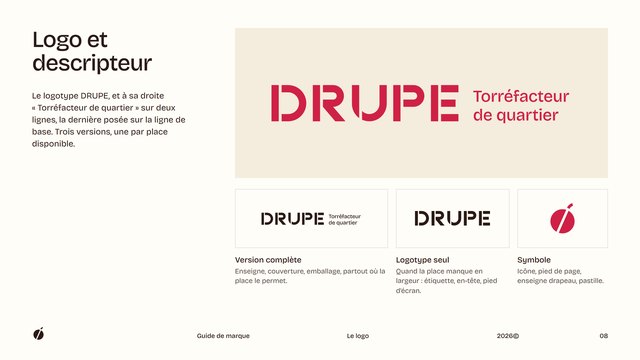 Logo et
descripteur
Le logotype DRUPE, et à sa droite
« Torréfacteur de quartier » sur deux
lignes, la dernière posée sur la ligne de
base. Trois versions, une par place
disponible.
DRUPE
Torréfacteur
de quartier
DRUPE
Torréfacteur
de quartier
DRUPE
Version complète
Enseigne, couverture, emballage, partout où la
place le permet.
Logotype seul
Quand la place manque en
largeur : étiquette, en-tête, pied
d'écran.
Symbole
Icône, pied de page,
enseigne drapeau, pastille.
Guide de marque
Le logo
2026©
08